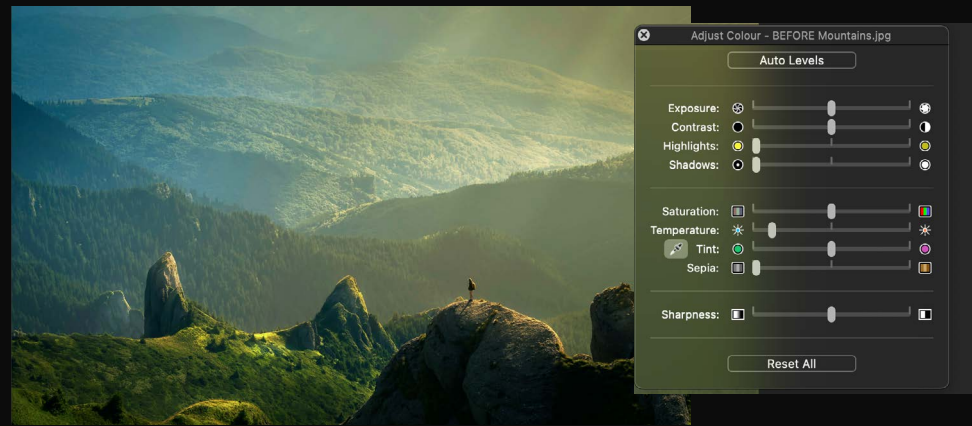 Adjust Colour - BEFORE Mountains.jpg
Auto Levels
Exposure:
Contrast:
Highlights:
Shadows:
Saturation:
Temperature:
Tint:
Sepia:
Sharpness:
Reset All